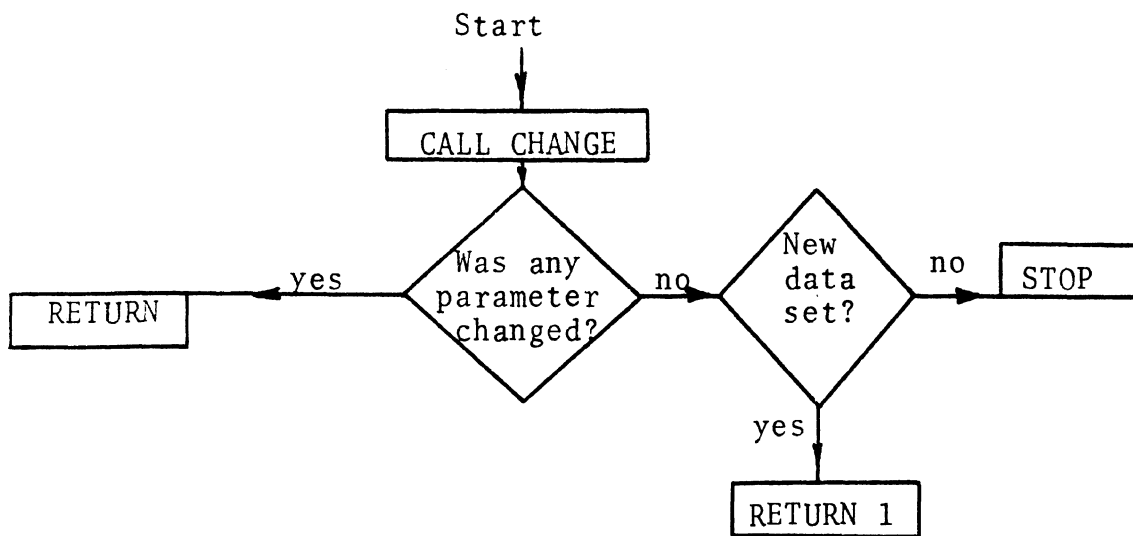 Start
CALL CHANGE
Was any
parameter
changed?
yes
RETURN
no
New
data
set?
no
STOP
yes
RETURN 1